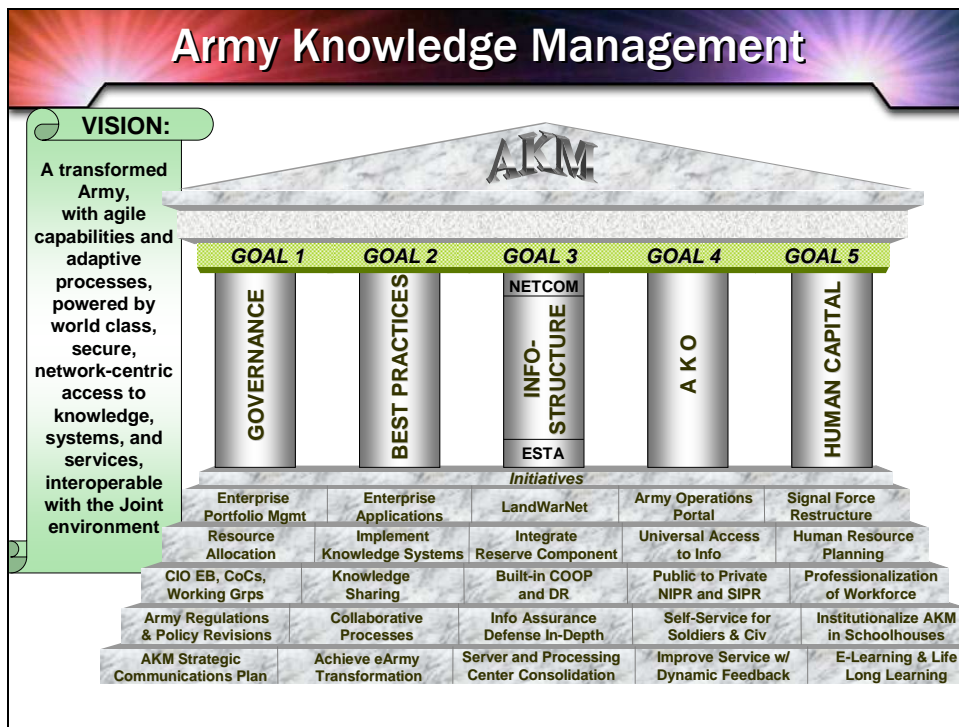 Army Knowledge Management
VISION:
A transformed
Army,
with agile
capabilities and
adaptive
processes,
powered by
world class,
secure,
network-centric
access to
knowledge,
systems, and
services,
interoperable
with the Joint
environment
AKM
GOAL 1
GOAL 2
GOAL 3
GOAL 4
GOAL 5
GOVERNANCE
BEST PRACTICES
NETCOM
INFO-
STRUCTURE
ESTA
A K O
HUMAN CAPITAL
Initiatives
Enterprise
Portfolio Mgmt
Enterprise
Applications
LandWarNet
Army Operations
Portal
Signal Force
Restructure
Resource
Allocation
Implement
Knowledge Systems
Integrate
Reserve Component
Universal Access
to Info
Human Resource
Planning
CIO EB, CoCs,
Working Grps
Knowledge
Sharing
Built-in COOP
and DR
Public to Private
NIPR and SIPR
Professionalization
of Workforce
Army Regulations
& Policy Revisions
Collaborative
Processes
Info Assurance
Defense In-Depth
Self-Service for
Soldiers & Civ
Institutionalize AKM
in Schoolhouses
AKM Strategic
Communications Plan
Achieve eArmy
Transformation
Server and Processing
Center Consolidation
Improve Service w/
Dynamic Feedback
E-Learning & Life
Long Learning